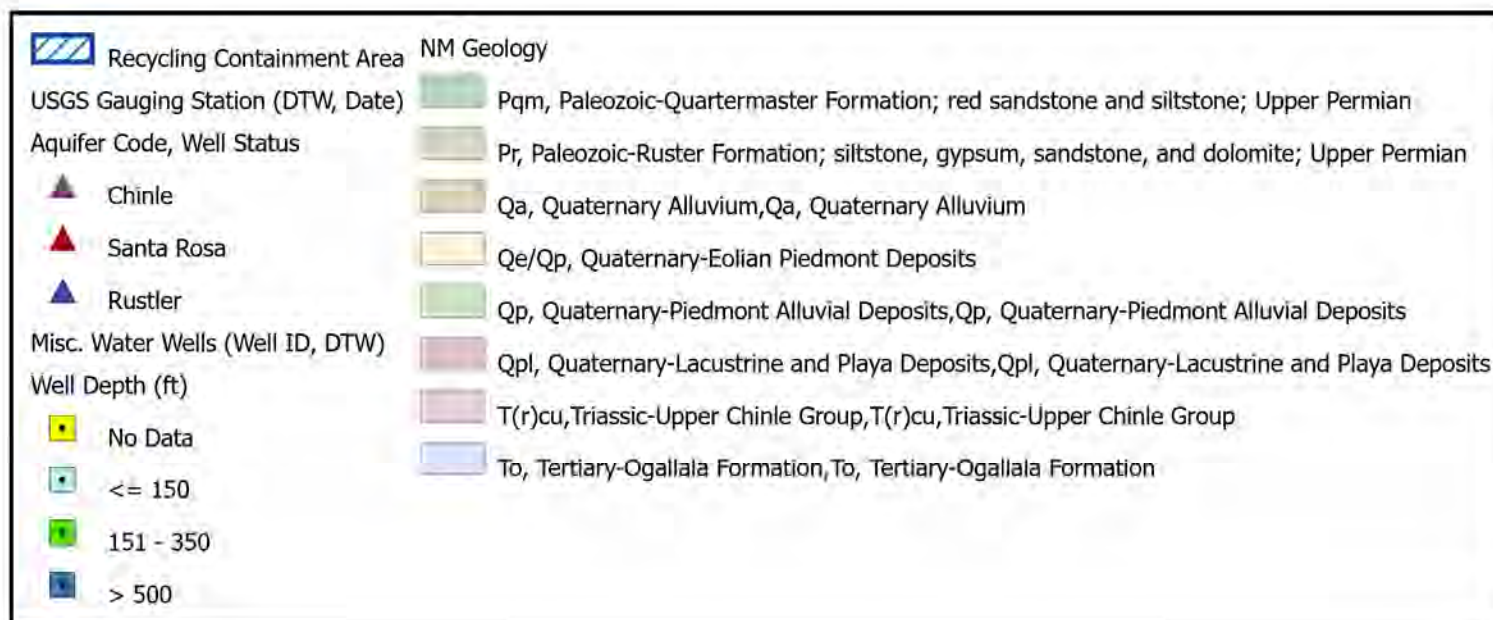 Recycling Containment Area
USGS Gauging Station (DTW, Date)
Aquifer Code, Well Status
Chinle
Santa Rosa
Rustler
Misc. Water Wells (Well ID, DTW)
Well Depth (ft)
No Data
<= 150
151 - 350
> 500
NM Geology
Pqm, Paleozoic-Quartermaster Formation; red sandstone and siltstone; Upper Permian
Pr, Paleozoic-Ruster Formation; siltstone, gypsum, sandstone, and dolomite; Upper Permian
Qa, Quaternary Alluvium,Qa, Quaternary Alluvium
Qe/Qp, Quaternary-Eolian Piedmont Deposits
Qp, Quaternary-Piedmont Alluvial Deposits,Qp, Quaternary-Piedmont Alluvial Deposits
Qpl, Quaternary-Lacustrine and Playa Deposits,Qpl, Quaternary-Lacustrine and Playa Deposits
T(r)cu,Triassic-Upper Chinle Group,T(r)cu,Triassic-Upper Chinle Group
To, Tertiary-Ogallala Formation,To, Tertiary-Ogallala Formation